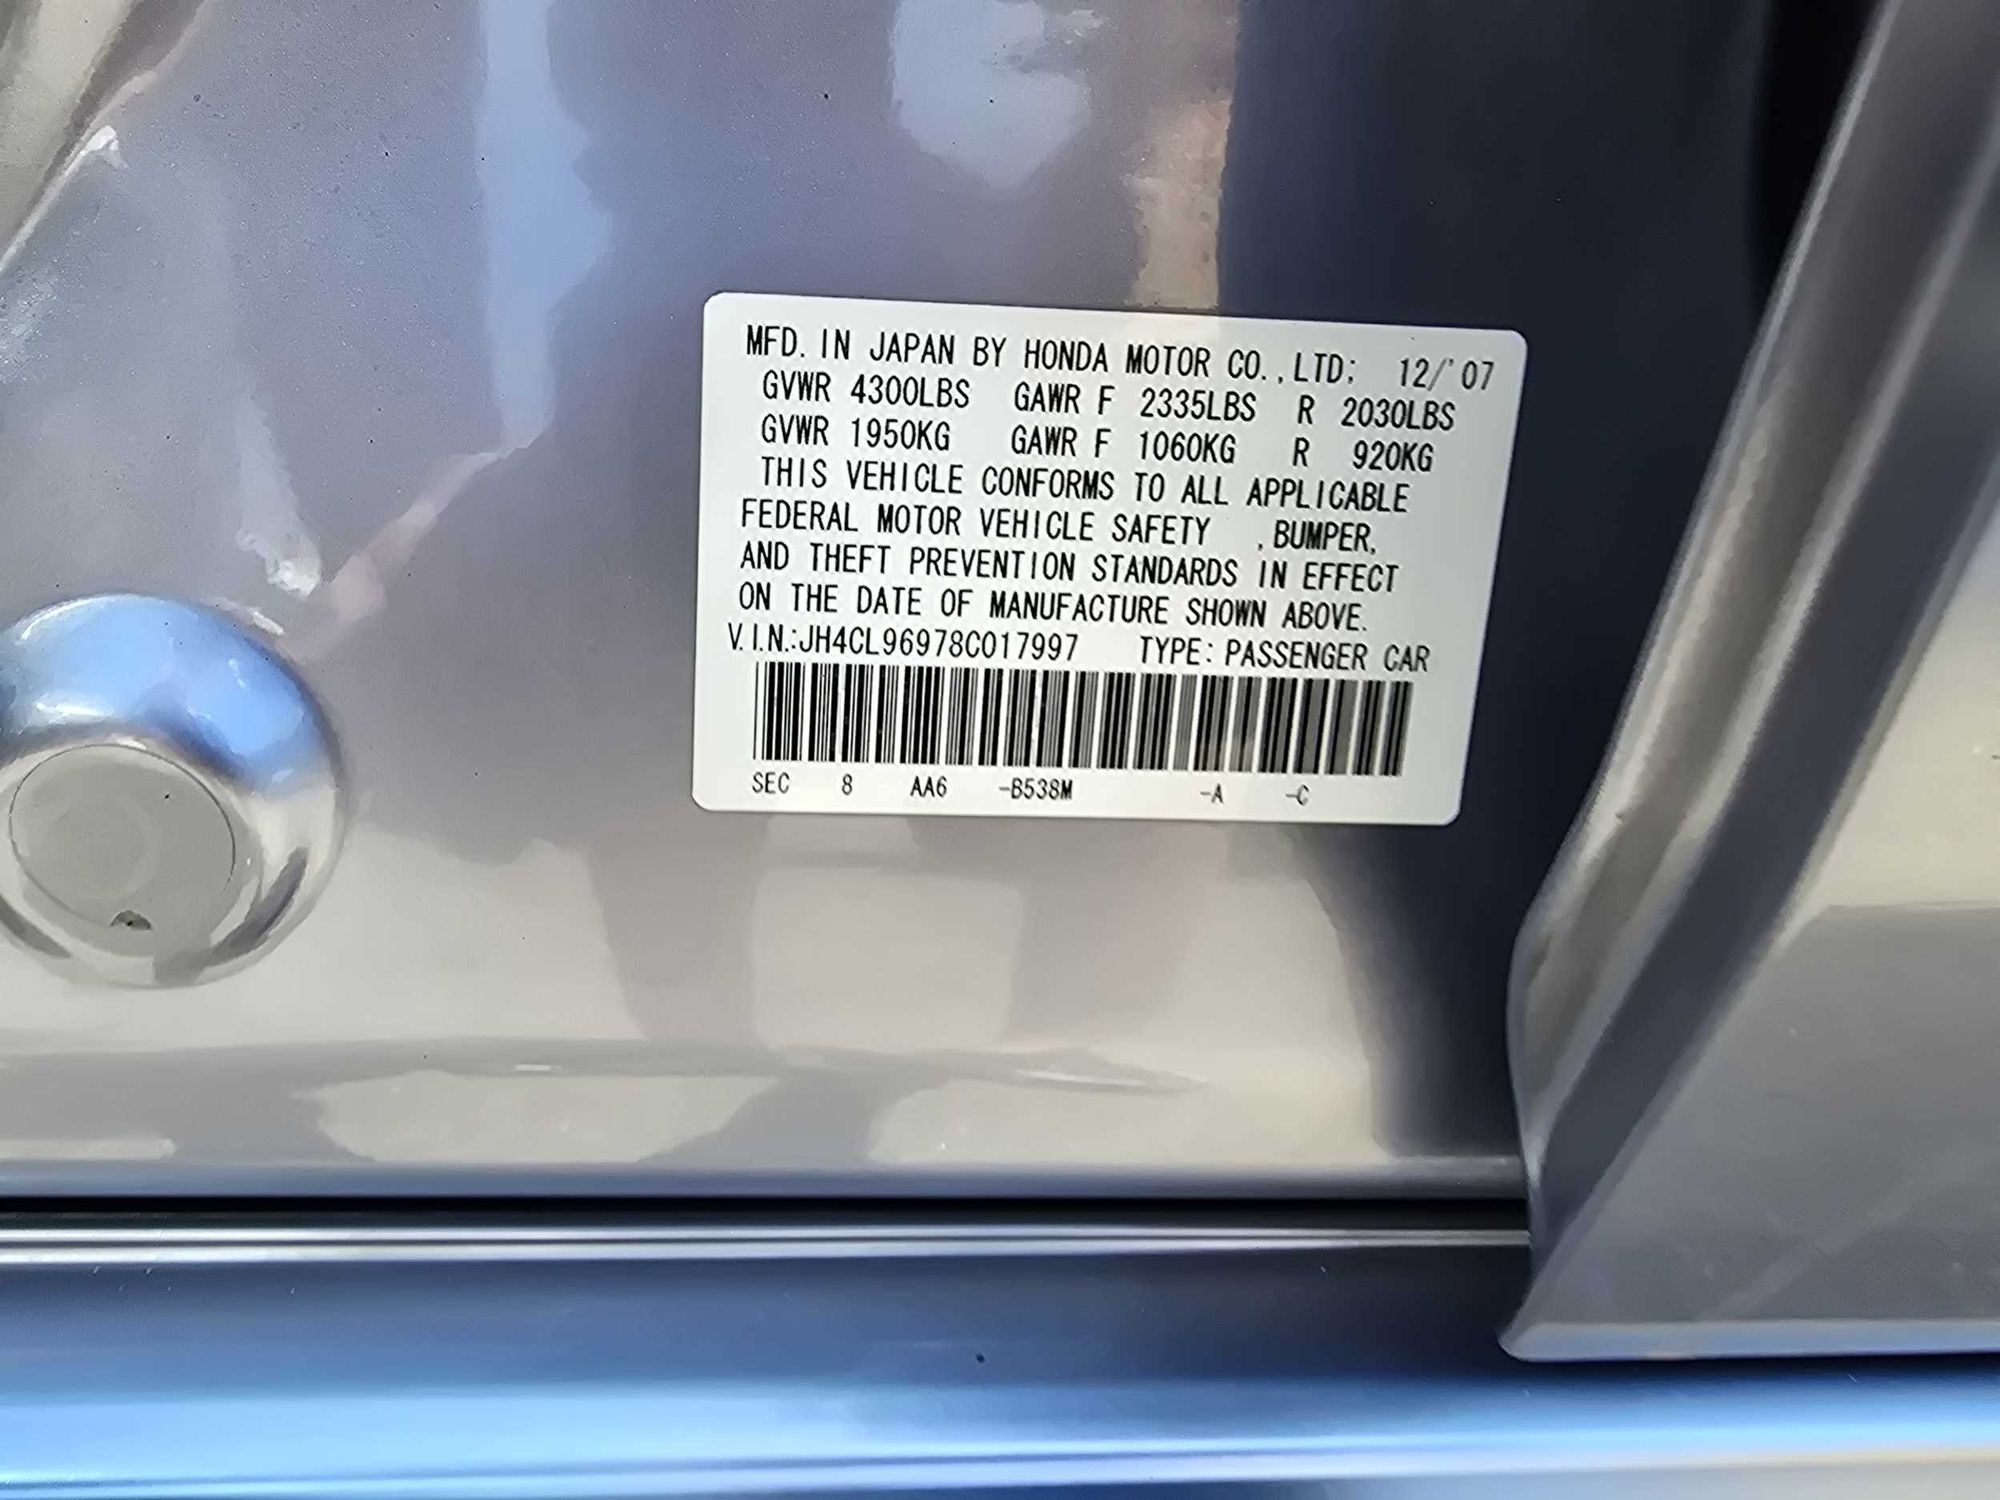 MFD. IN JAPAN BY HONDA MOTOR CO., LTD: 12/'07
GVWR 4300LBS GAWR F 2335LBS R 2030LBS
GVWR 1950KG GAWR F 1060KG R 920KG
THIS VEHICLE CONFORMS TO ALL APPLICABLE
FEDERAL MOTOR VEHICLE SAFETY , BUMPER,
AND THEFT PREVENTION STANDARDS IN EFFECT
ON THE DATE OF MANUFACTURE SHOWN ABOVE.
V.I.N.:JH4CL96978C017997 TYPE: PASSENGER CAR
SEC 8 AA6 -B538M -A -C